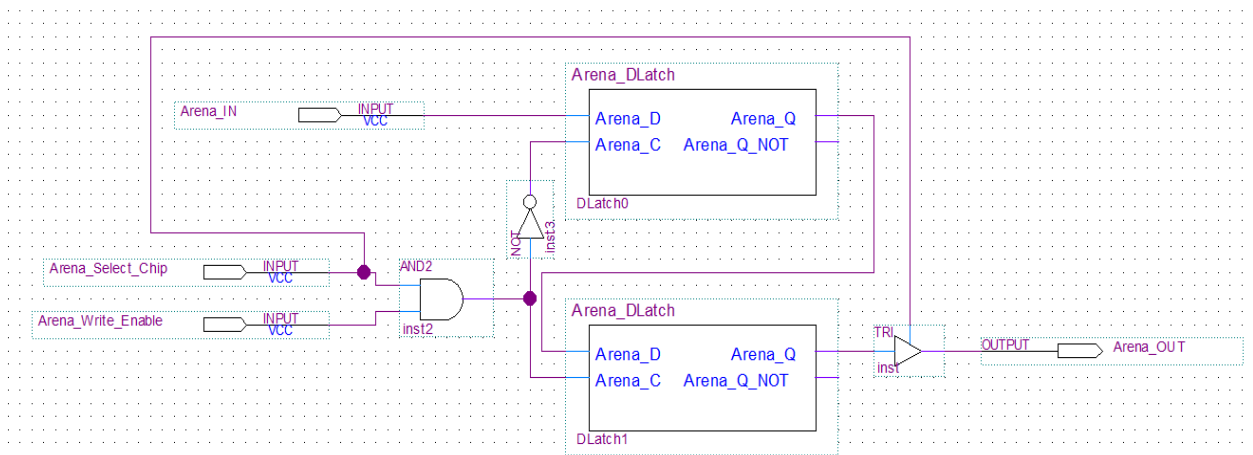 Arena_DLatch
Arena_IN
INPUT
VCC
Arena_D
Arena_Q
Arena_C
Arena_Q_NOT
DLatch0
NOT
inst3
Arena_Select_Chip
INPUT
VCC
AND2
Arena_Write_Enable
INPUT
VCC
inst2
Arena_DLatch
Arena_D
Arena_Q
Arena_C
Arena_Q_NOT
DLatch1
TRI
inst
OUTPUT
Arena_OUT